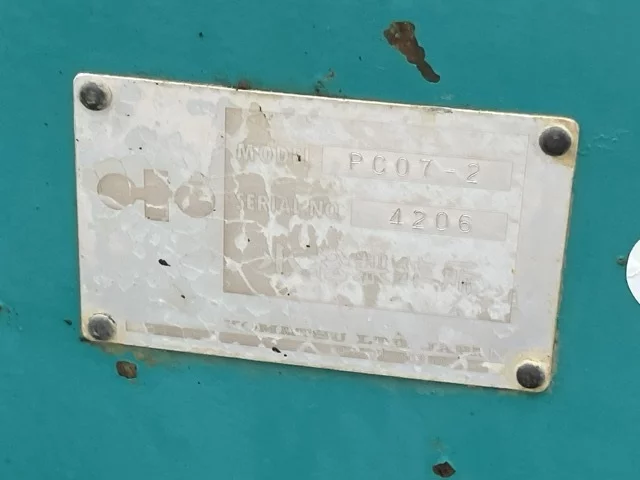 MODEL PC07-2
SERIAL NO. 4206
KOMATSU LTD. JAPAN